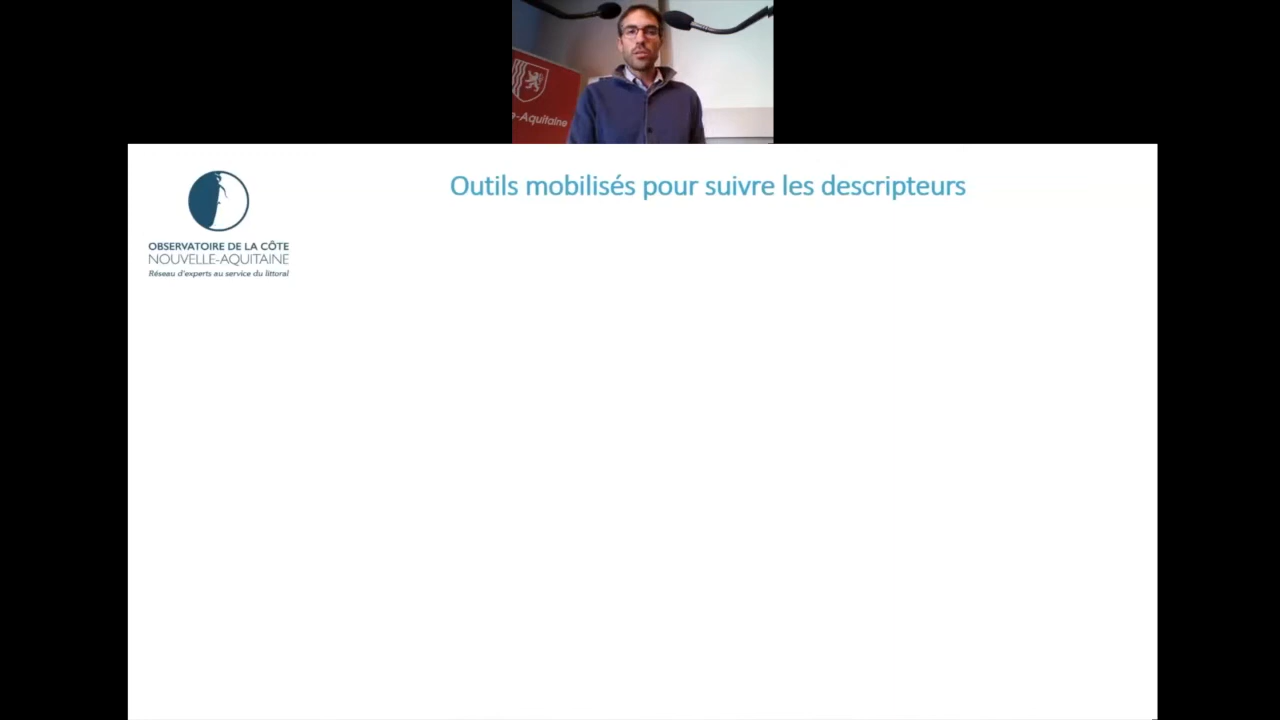 -Aquitaine
Outils mobilisés pour suivre les descripteurs
OBSERVATOIRE DE LA CÔTE
NOUVELLE-AQUITAINE
Réseau d'experts au service du littoral